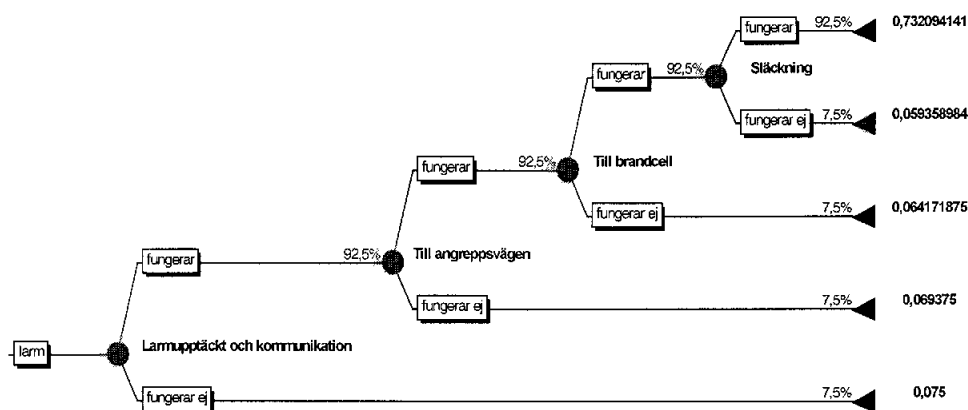 fungerar 92,5% 0,732094141
fungerar 92,5% Släckning
fungerar ej 7,5% 0,059358984
fungerar 92,5% Till brandcell
fungerar ej 7,5% 0,064171875
fungerar 92,5% Till angreppsvägen
fungerar ej 7,5% 0,069375
larm Larmupptäckt och kommunikation
fungerar ej 7,5% 0,075